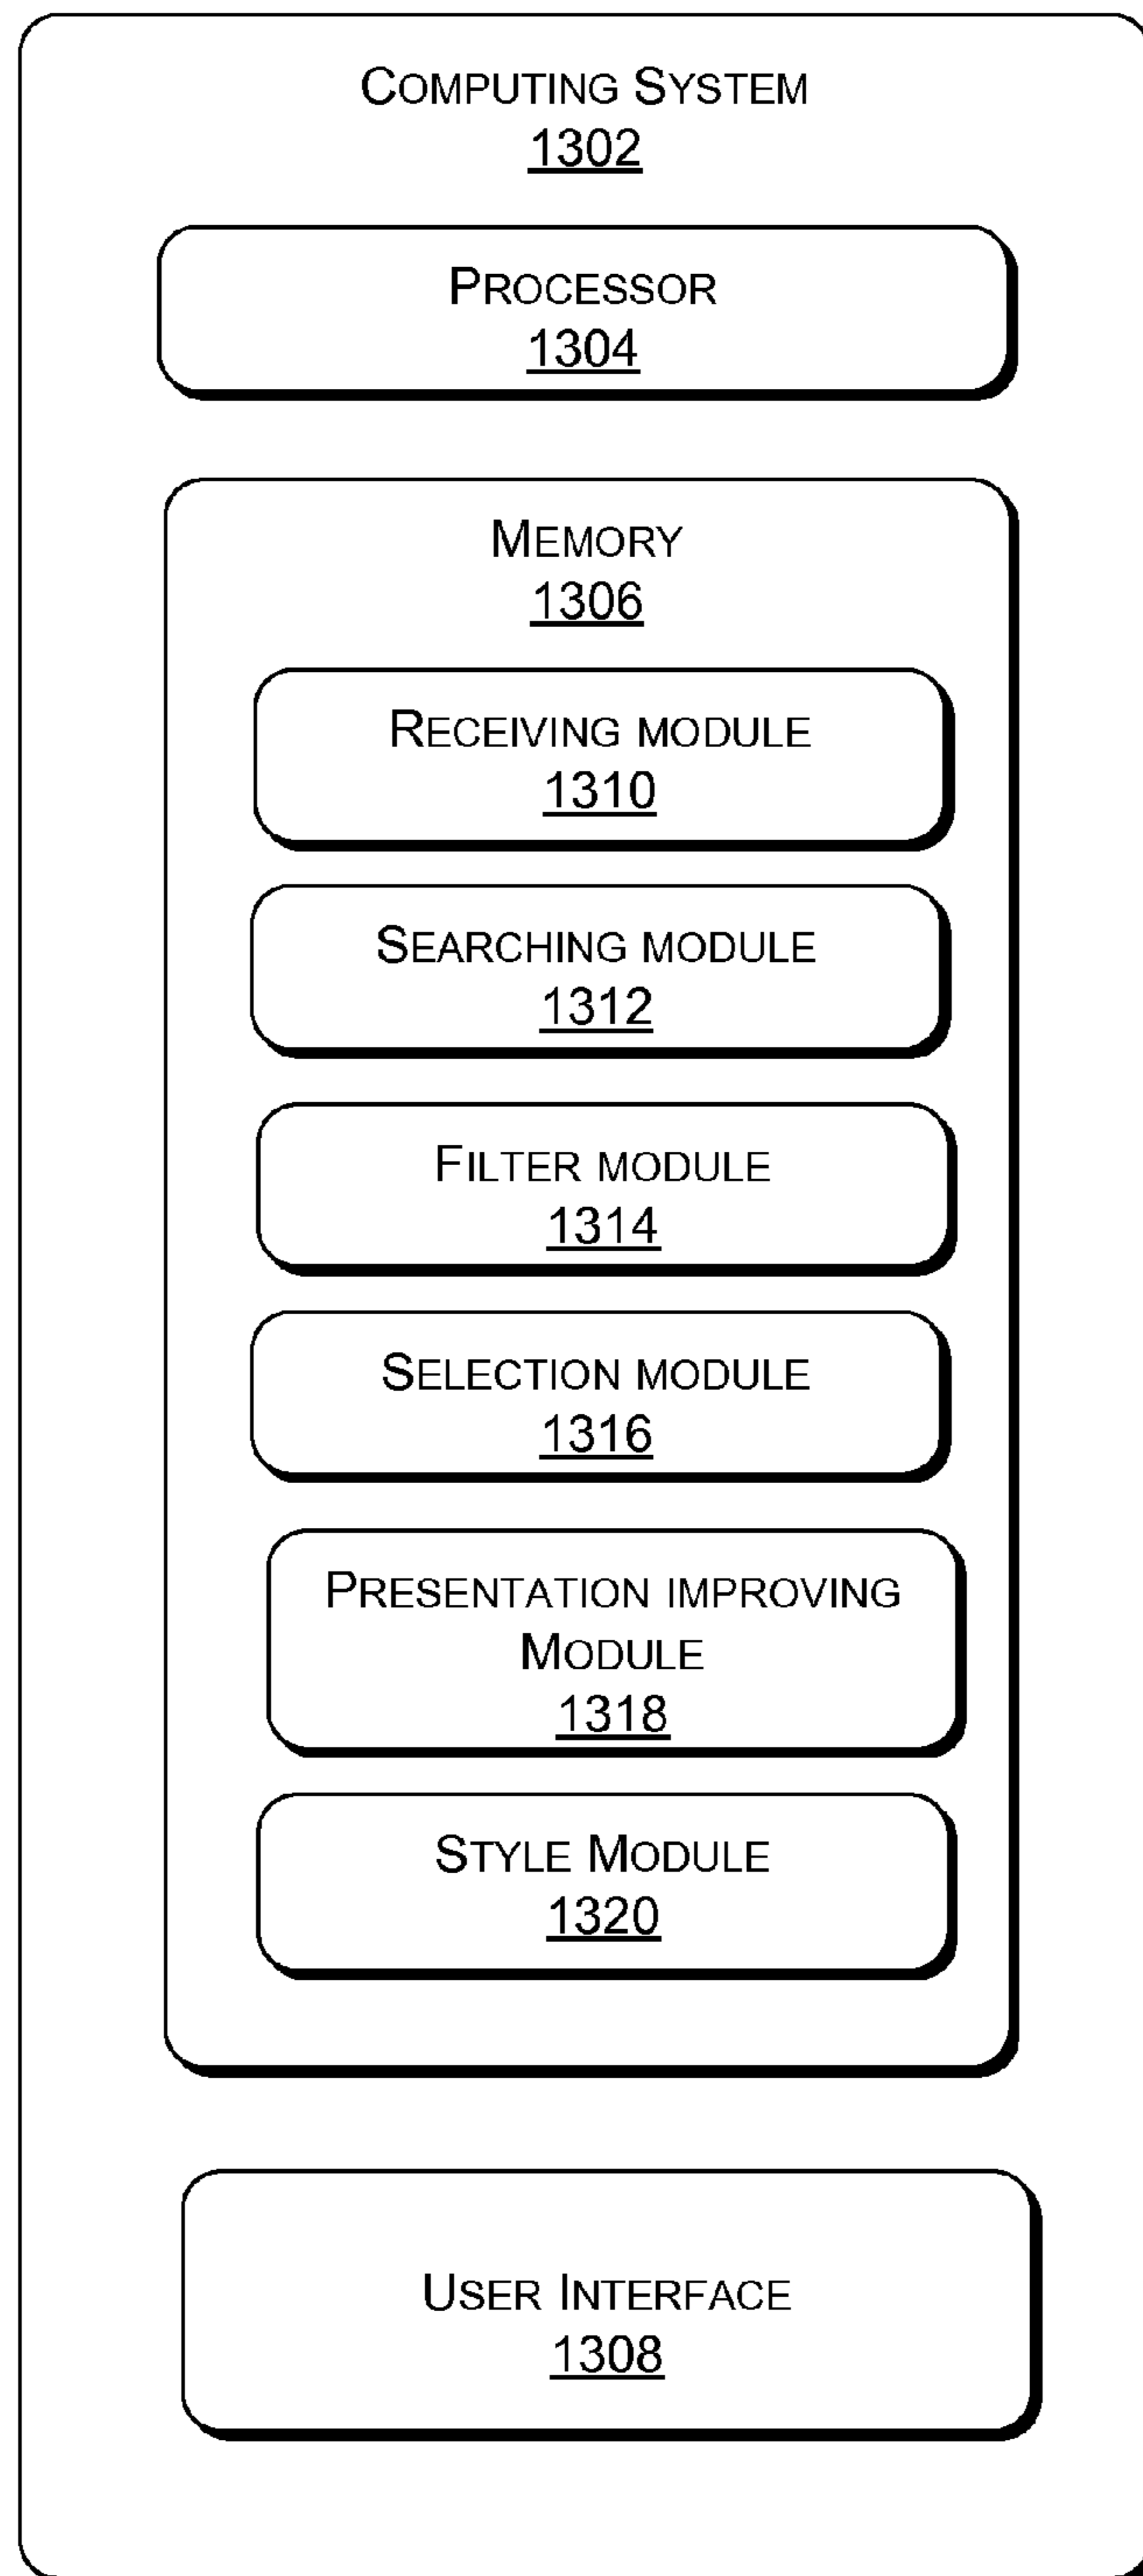 COMPUTING SYSTEM
1302
PROCESSOR
1304
MEMORY
1306
RECEIVING MODULE
1310
SEARCHING MODULE
1312
FILTER MODULE
1314
SELECTION MODULE
1316
PRESENTATION IMPROVING
MODULE
1318
STYLE MODULE
1320
USER INTERFACE
1308